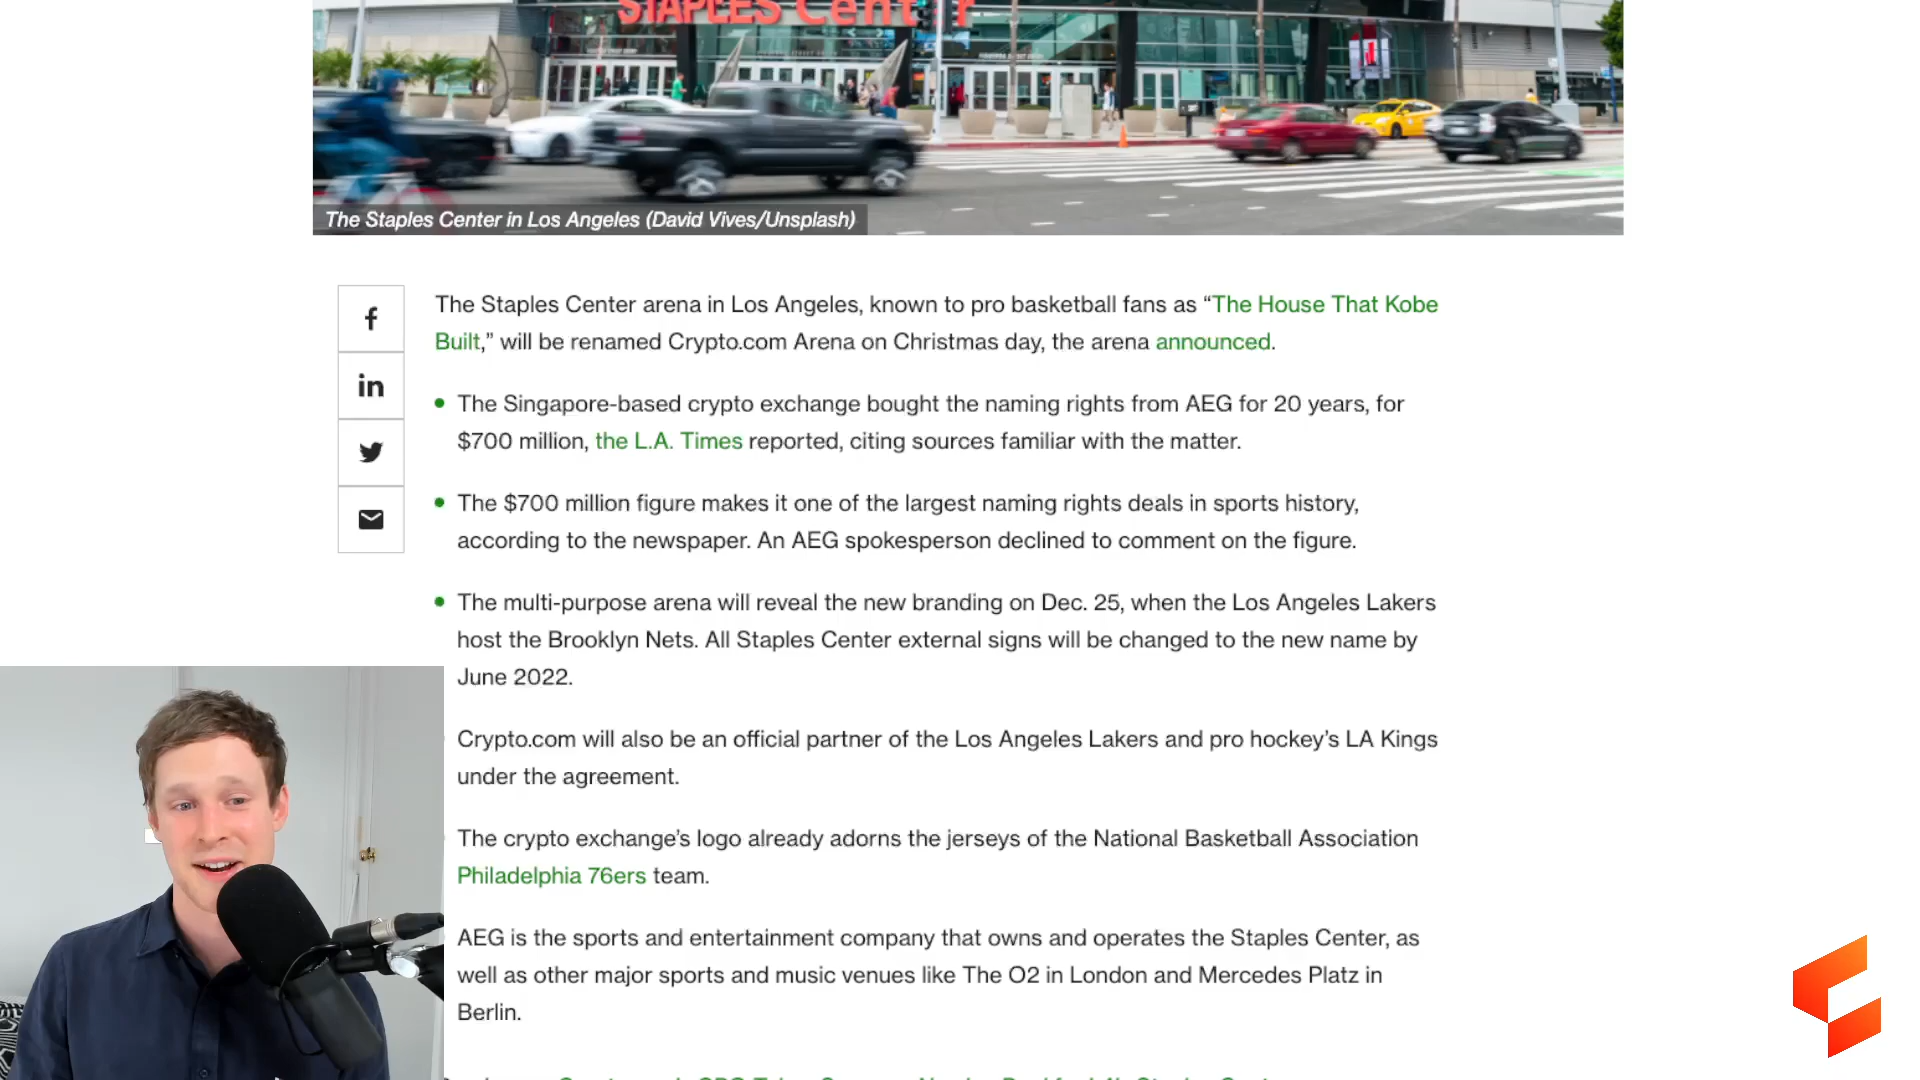 STAPLES Center
The Staples Center in Los Angeles (David Vives/Unsplash)
The Staples Center arena in Los Angeles, known to pro basketball fans as “The House That Kobe
Built,” will be renamed Crypto.com Arena on Christmas day, the arena announced.
The Singapore-based crypto exchange bought the naming rights from AEG for 20 years, for
$700 million, the L.A. Times reported, citing sources familiar with the matter.
The $700 million figure makes it one of the largest naming rights deals in sports history,
according to the newspaper. An AEG spokesperson declined to comment on the figure.
The multi-purpose arena will reveal the new branding on Dec. 25, when the Los Angeles Lakers
host the Brooklyn Nets. All Staples Center external signs will be changed to the new name by
June 2022.
Crypto.com will also be an official partner of the Los Angeles Lakers and pro hockey’s LA Kings
under the agreement.
The crypto exchange’s logo already adorns the jerseys of the National Basketball Association
Philadelphia 76ers team.
AEG is the sports and entertainment company that owns and operates the Staples Center, as
well as other major sports and music venues like The O2 in London and Mercedes Platz in
Berlin.